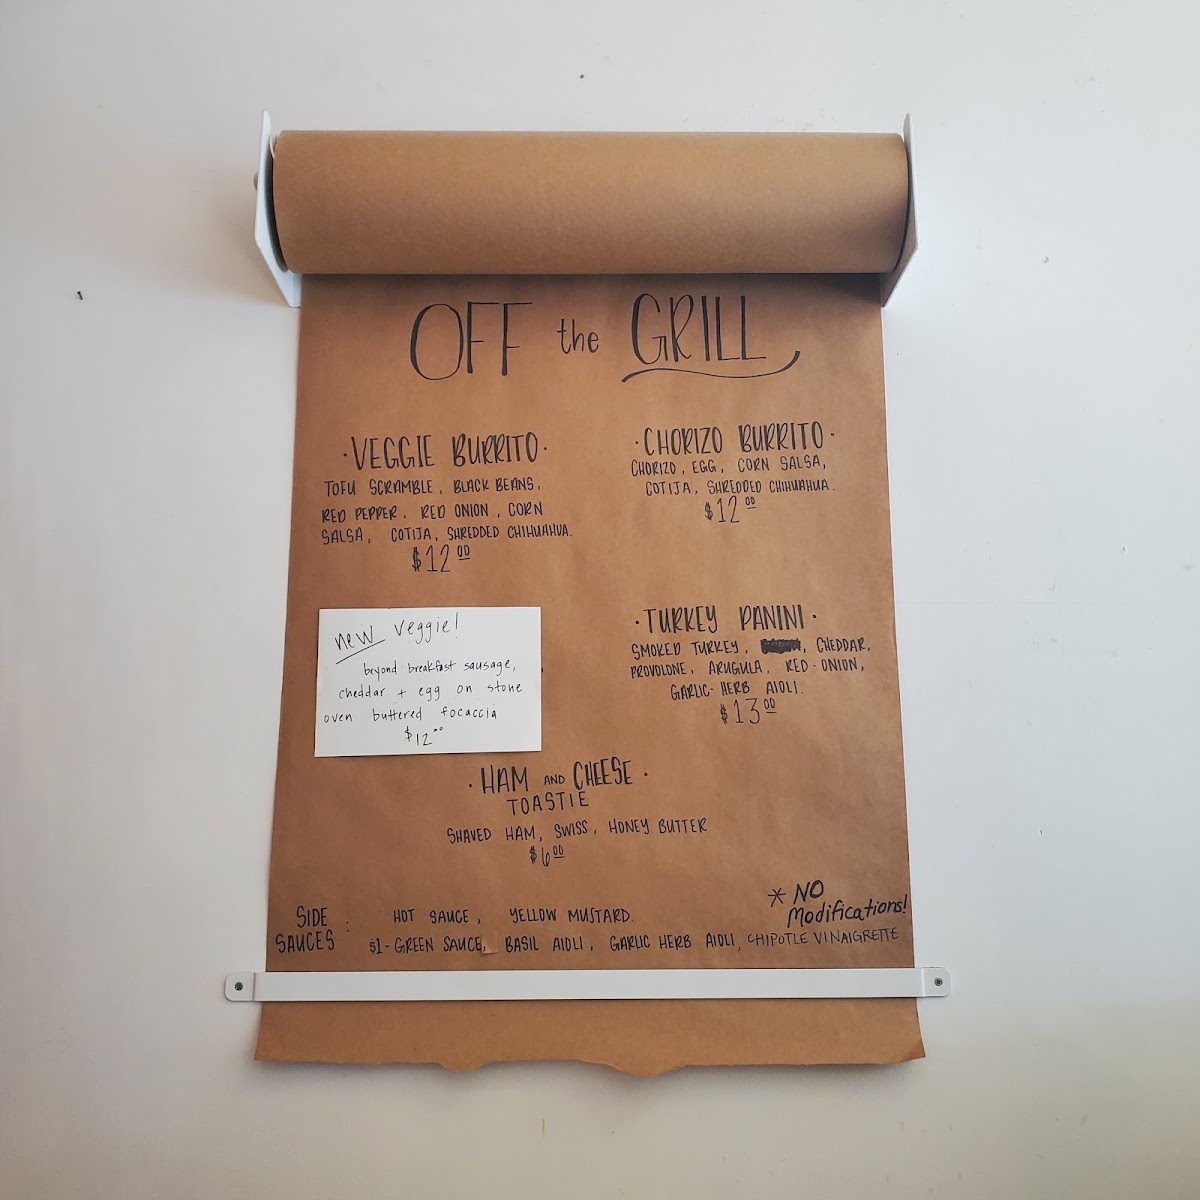 OFF the GRILL
·VEGGIE BURRITO·
TOFU SCRAMBLE, BLACK BEANS,
RED PEPPER, RED ONION, CORN
SALSA, COTIJA, SHREDDED CHIHUAHUA.
$12 00
·CHORIZO BURRITO·
CHORIZO, EGG, CORN SALSA,
COTIJA, SHREDDED CHIHUAHUA.
$12 00
new veggie!
beyond breakfast sausage,
cheddar + egg on stone
oven buttered focaccia
$12 00
·TURKEY PANINI·
SMOKED TURKEY, , CHEDDAR,
PROVOLONE, ARUGULA, RED-ONION,
GARLIC-HERB AIOLI.
$13 00
·HAM AND CHEESE·
TOASTIE
SHAVED HAM, SWISS, HONEY BUTTER
$6 00
* NO
Modifications!
SIDE
SAUCES :
HOT SAUCE, YELLOW MUSTARD.
$1- GREEN SAUCE, BASIL AIOLI, GARLIC HERB AIOLI, CHIPOTLE VINAIGRETTE